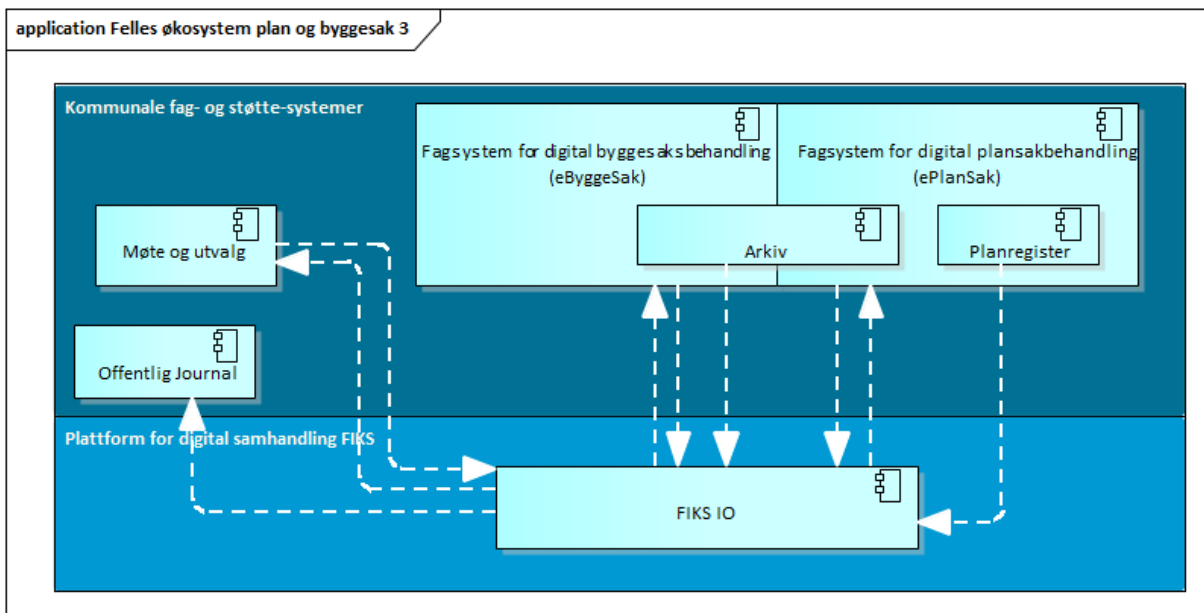 application Felles økosystem plan og byggesak 3
Kommunale fag- og støtte-systemer
Fagsystem for digital byggesaksbehandling
(eByggeSak)
Fagsystem for digital plansakbehandling
(ePlanSak)
Møte og utvalg
Arkiv
Planregister
Offentlig Journal
Plattform for digital samhandling FIKS
FIKS IO